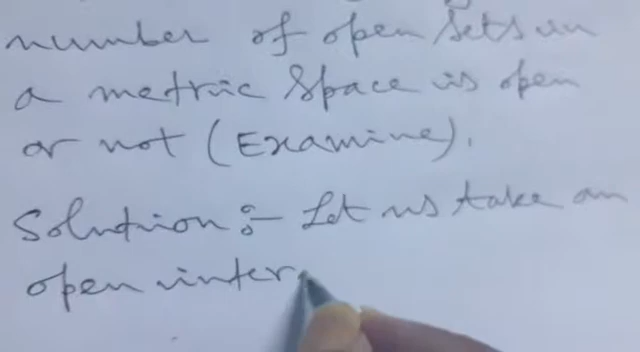 number of open sets in
a metric space is open
or not (Examine).
Solution :- Let us take an
open inter